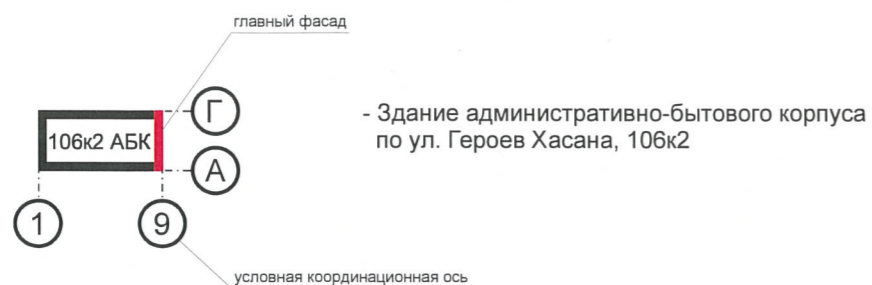 главный фасад
Г
106к2 АБК
А
1
9
- Здание административно-бытового корпуса
по ул. Героев Хасана, 106к2
условная координационная ось